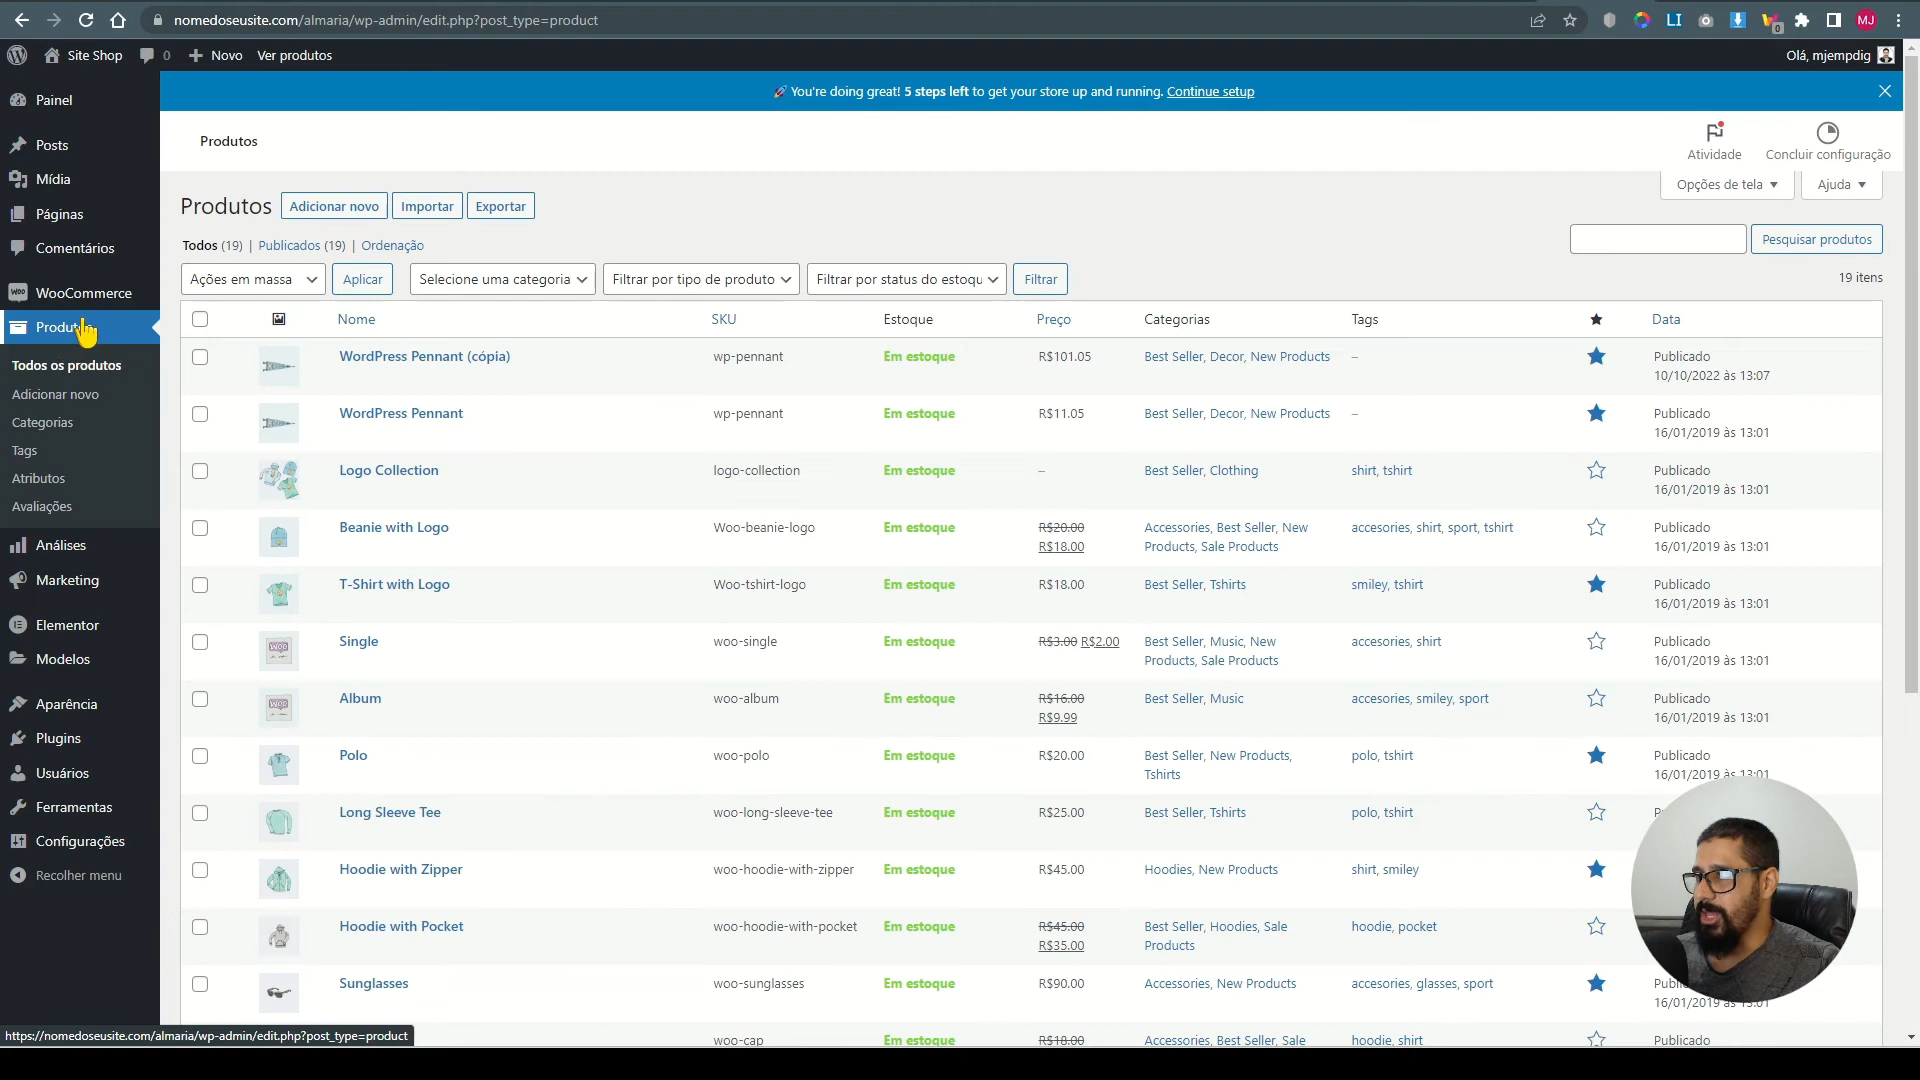 nomedoseusite.com/almaria/wp-admin/edit.php?post_type=product
LI
0
MJ
Site Shop
0
Novo
Ver produtos
Olá, mjempdig
Painel
Posts
Mídia
Páginas
Comentários
WooCommerce
Todos os produtos
Adicionar novo
Categorias
Tags
Atributos
Avaliações
Análises
Marketing
Elementor
Modelos
Aparência
Plugins
Usuários
Ferramentas
Configurações
Recolher menu
🚀 You're doing great! 5 steps left to get your store up and running. Continue setup
Produtos
Atividade
Concluir configuração
Opções de tela
Ajuda
Produtos
Adicionar novo
Importar
Exportar
Todos (19) | Publicados (19) | Ordenação
Pesquisar produtos
Ações em massa
Aplicar
Selecione uma categoria
Filtrar por tipo de produto
Filtrar por status do estoqu
Filtrar
19 itens
Nome SKU Estoque Preço Categorias Tags Data
WordPress Pennant (cópia) wp-pennant Em estoque R$101.05 Best Seller, Decor, New Products – Publicado
10/10/2022 às 13:07
WordPress Pennant wp-pennant Em estoque R$11.05 Best Seller, Decor, New Products – Publicado
16/01/2019 às 13:01
Logo Collection logo-collection Em estoque – Best Seller, Clothing shirt, tshirt Publicado
16/01/2019 às 13:01
Beanie with Logo Woo-beanie-logo Em estoque R$20.00 Accessories, Best Seller, New accesories, shirt, sport, tshirt Publicado
R$18.00 Products, Sale Products 16/01/2019 às 13:01
T-Shirt with Logo Woo-tshirt-logo Em estoque R$18.00 Best Seller, Tshirts smiley, tshirt Publicado
16/01/2019 às 13:01
Single woo-single Em estoque R$3.00 R$2.00 Best Seller, Music, New accesories, shirt Publicado
Products, Sale Products 16/01/2019 às 13:01
Album woo-album Em estoque R$16.00 Best Seller, Music accesories, smiley, sport Publicado
R$9.99 16/01/2019 às 13:01
Polo woo-polo Em estoque R$20.00 Best Seller, New Products, polo, tshirt Publicado
Tshirts 16/01/2019 às 13:01
Long Sleeve Tee woo-long-sleeve-tee Em estoque R$25.00 Best Seller, Tshirts polo, tshirt
Hoodie with Zipper woo-hoodie-with-zipper Em estoque R$45.00 Hoodies, New Products shirt, smiley
Hoodie with Pocket woo-hoodie-with-pocket Em estoque R$45.00 Best Seller, Hoodies, Sale hoodie, pocket
R$35.00 Products
Sunglasses woo-sunglasses Em estoque R$90.00 Accessories, New Products accesories, glasses, sport
16/01/2019 às 13:01
woo-cap Em estoque R$18.00 Accessories, Best Seller, Sale hoodie, shirt Publicado
https://nomedoseusite.com/almaria/wp-admin/edit.php?post_type=product